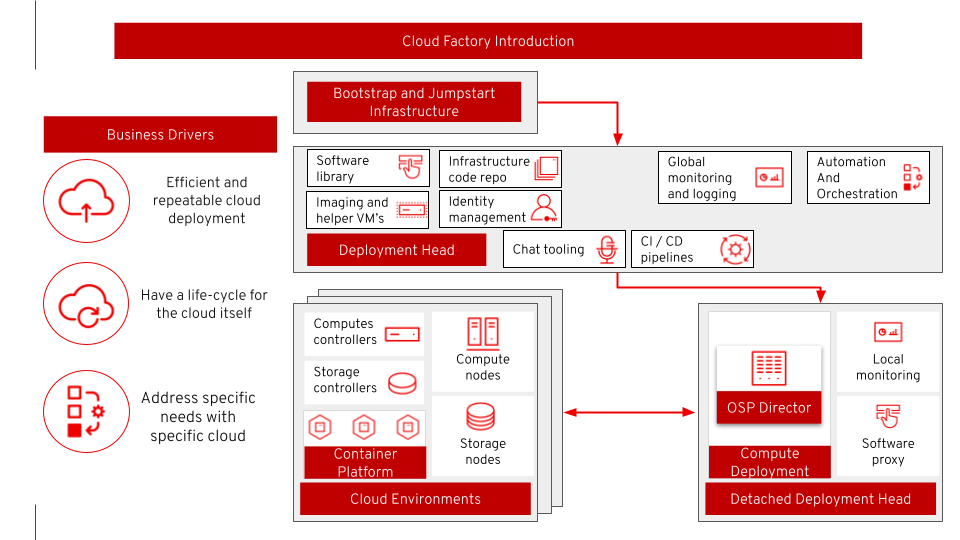 Cloud Factory Introduction
Bootstrap and Jumpstart
Infrastructure
Business Drivers
Efficient and
repeatable cloud
deployment
Have a life-cycle for
the cloud itself
Address specific
needs with
specific cloud
Software
library
Infrastructure
code repo
Global
monitoring
and logging
Automation
And
Orchestration
Imaging and
helper VM's
Identity
management
Deployment Head
Chat tooling
CI / CD
pipelines
Computes
controllers
Storage
controllers
Container
Platform
Compute
nodes
Storage
nodes
Cloud Environments
OSP Director
Compute
Deployment
Local
monitoring
Software
proxy
Detached Deployment Head